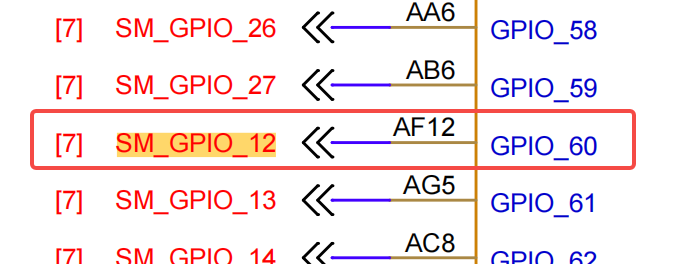 [7] SM_GPIO_26 AA6 GPIO_58
[7] SM_GPIO_27 AB6 GPIO_59
[7] SM_GPIO_12 AF12 GPIO_60
[7] SM_GPIO_13 AG5 GPIO_61
[7] SM_GPIO_14 AC8 GPIO_62